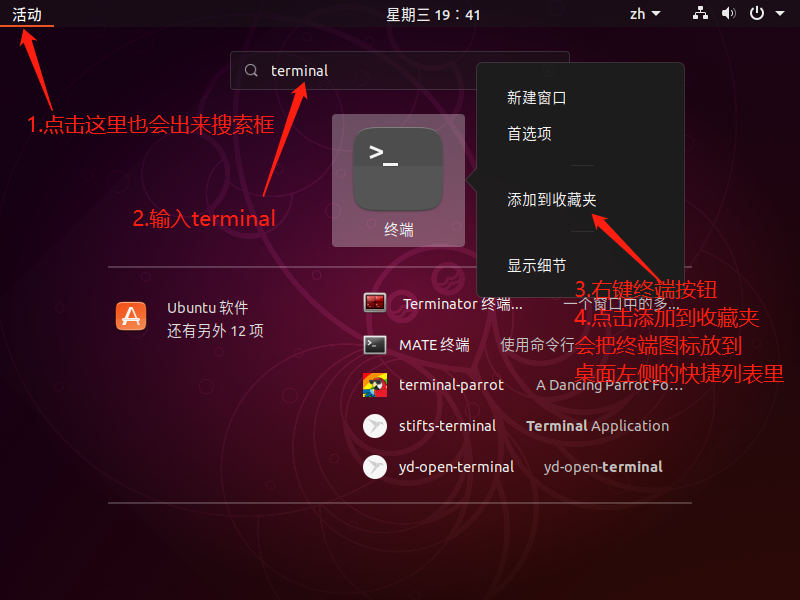 活动
星期三 19：41
zh
terminal
1.点击这里也会出来搜索框
新建窗口
首选项
>_
2.输入terminal
终端
添加到收藏夹
显示细节
3.右键终端按钮
4.点击添加到收藏夹
会把终端图标放到
桌面左侧的快捷列表里
Ubuntu 软件
还有另外 12 项
Terminator 终端... 一个窗口中的多...
MATE 终端 使用命令行
terminal-parrot A Dancing Parrot Fo...
stifts-terminal Terminal Application
yd-open-terminal yd-open-terminal